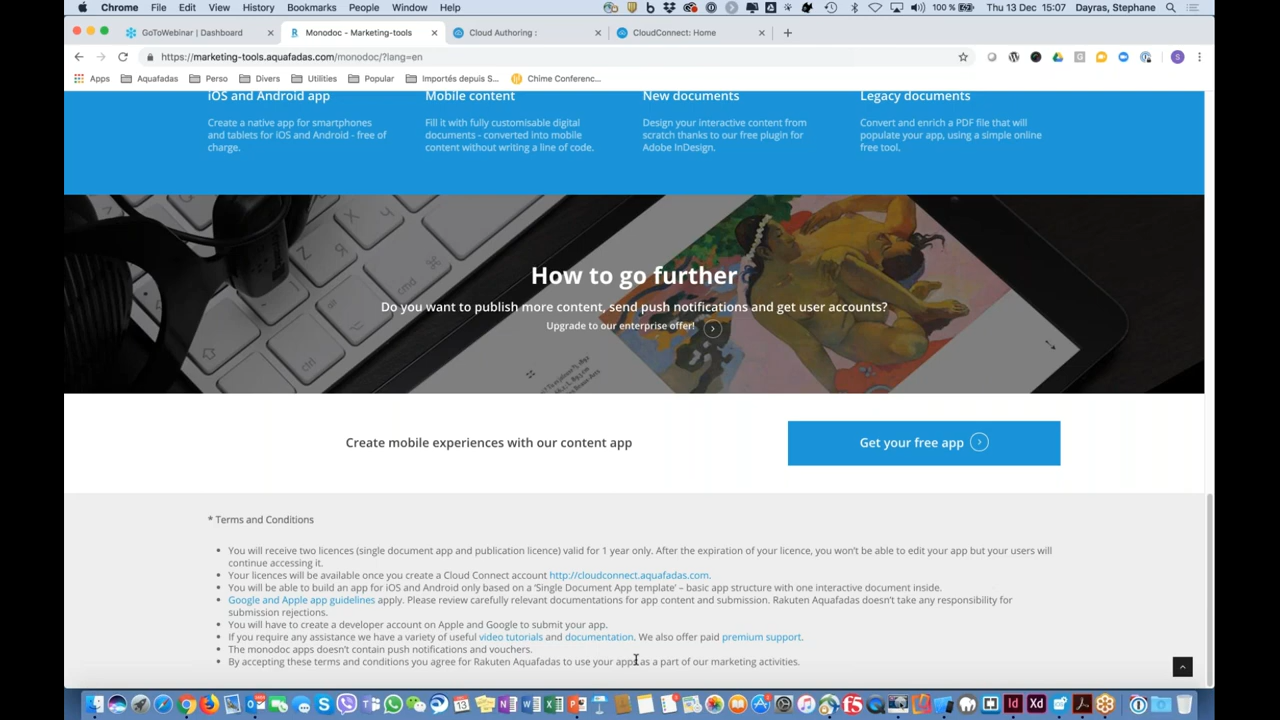 Chrome File Edit View History Bookmarks People Window Help 100 % Thu 13 Dec 15:07 Dayras, Stephane
GoToWebinar | Dashboard Monodoc - Marketing-tools Cloud Authoring : CloudConnect: Home
https://marketing-tools.aquafadas.com/monodoc/?lang=en
Apps Aquafadas Perso Divers Utilities Popular Importés depuis S... Chime Conferenc...
iOS and Android app Mobile content New documents Legacy documents
Create a native app for smartphones
and tablets for iOS and Android - free of
charge.
Fill it with fully customisable digital
documents - converted into mobile
content without writing a line of code.
Design your interactive content from
scratch thanks to our free plugin for
Adobe InDesign.
Convert and enrich a PDF file that will
populate your app, using a simple online
free tool.
How to go further
Do you want to publish more content, send push notifications and get user accounts?
Upgrade to our enterprise offer!
ctrl
Create mobile experiences with our content app
Get your free app
* Terms and Conditions
You will receive two licences (single document app and publication licence) valid for 1 year only. After the expiration of your licence, you won't be able to edit your app but your users will
continue accessing it.
Your licences will be available once you create a Cloud Connect account http://cloudconnect.aquafadas.com.
You will be able to build an app for iOS and Android only based on a 'Single Document App template' – basic app structure with one interactive document inside.
Google and Apple app guidelines apply. Please review carefully relevant documentations for app content and submission. Rakuten Aquafadas doesn't take any responsibility for
submission rejections.
You will have to create a developer account on Apple and Google to submit your app.
If you require any assistance we have a variety of useful video tutorials and documentation. We also offer paid premium support.
The monodoc apps doesn't contain push notifications and vouchers.
By accepting these terms and conditions you agree for Rakuten Aquafadas to use your apps as a part of our marketing activities.